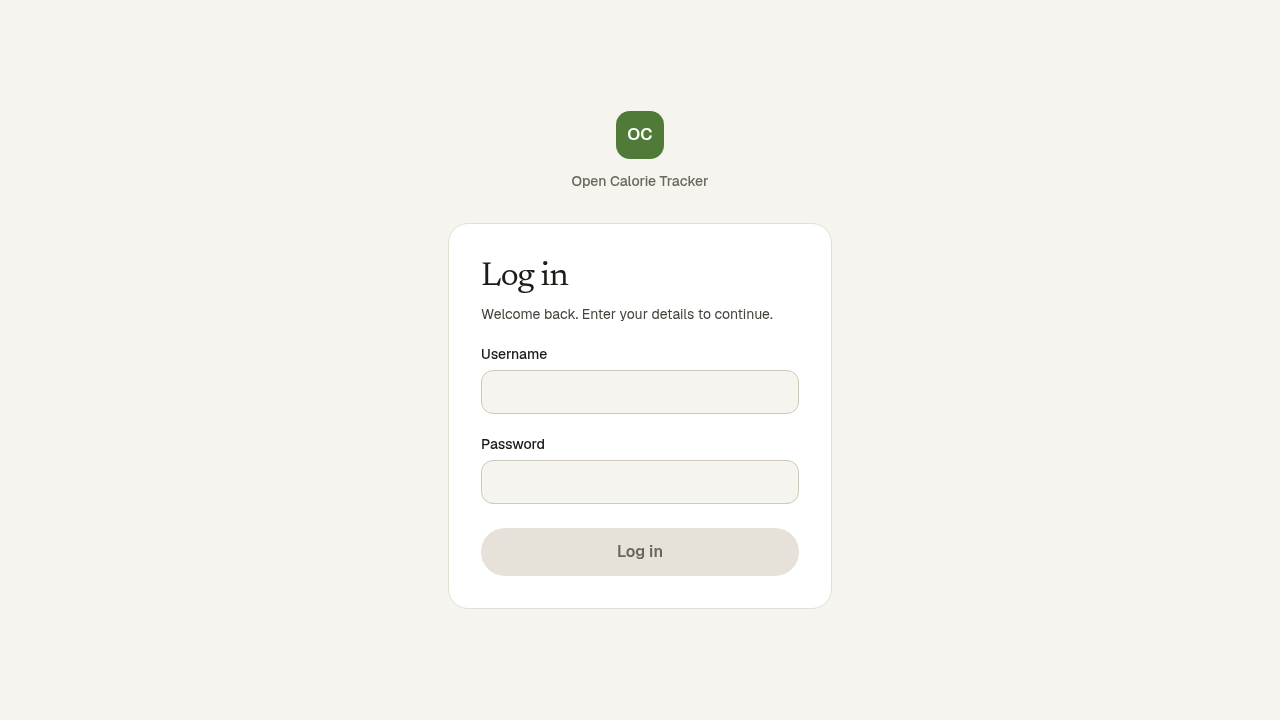 OC
Open Calorie Tracker
Log in
Welcome back. Enter your details to continue.
Username
Password
Log in